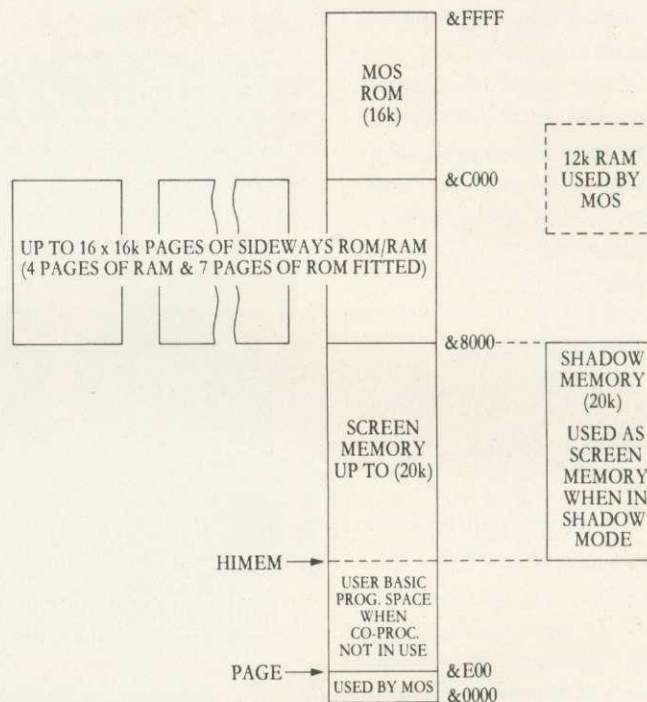 &FFFF
MOS
ROM
(16k)
12k RAM
USED BY
MOS
&C000
UP TO 16 x 16k PAGES OF SIDEWAYS ROM/RAM
(4 PAGES OF RAM & 7 PAGES OF ROM FITTED)
&8000
SHADOW
MEMORY
(20k)
USED AS
SCREEN
MEMORY
WHEN IN
SHADOW
MODE
SCREEN
MEMORY
UP TO (20k)
HIMEM
USER BASIC
PROG. SPACE
WHEN
CO-PROC.
NOT IN USE
PAGE
&E00
USED BY MOS
&0000